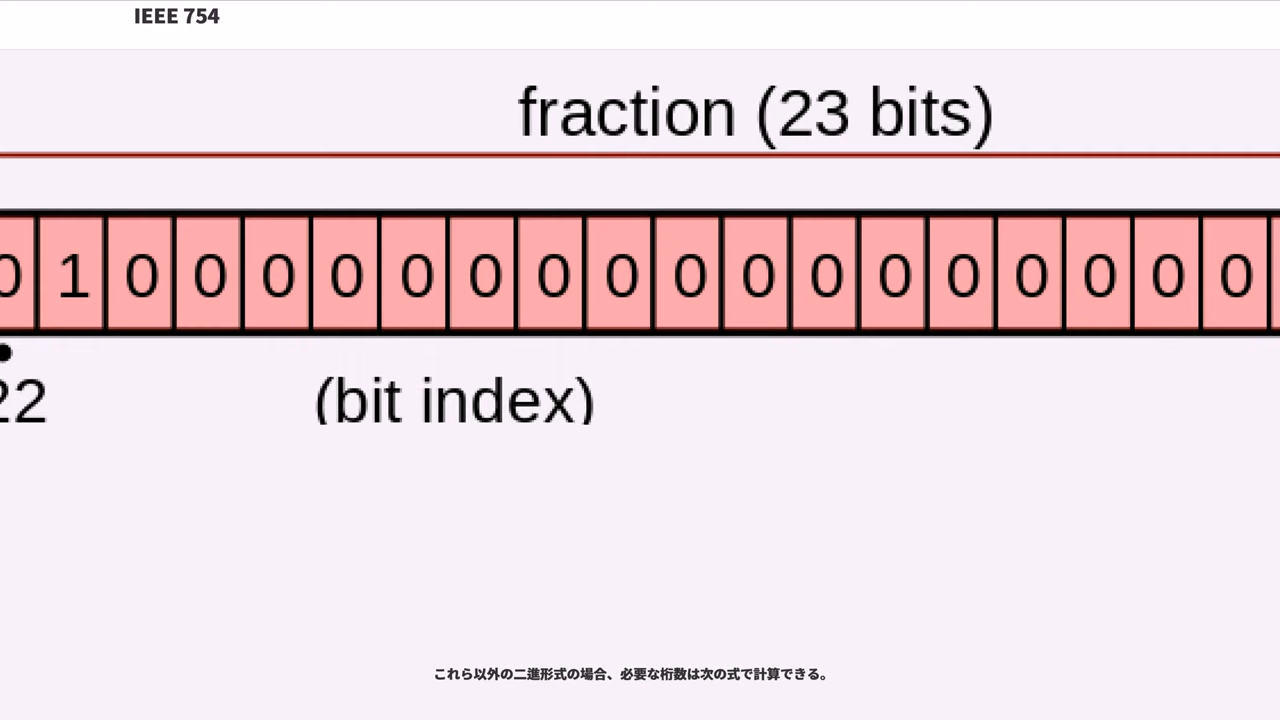 IEEE 754
fraction (23 bits)
0 1 0 0 0 0 0 0 0 0 0 0 0 0 0 0 0 0 0
22
(bit index)
これら以外の二進形式の場合、必要な桁数は次の式で計算できる。